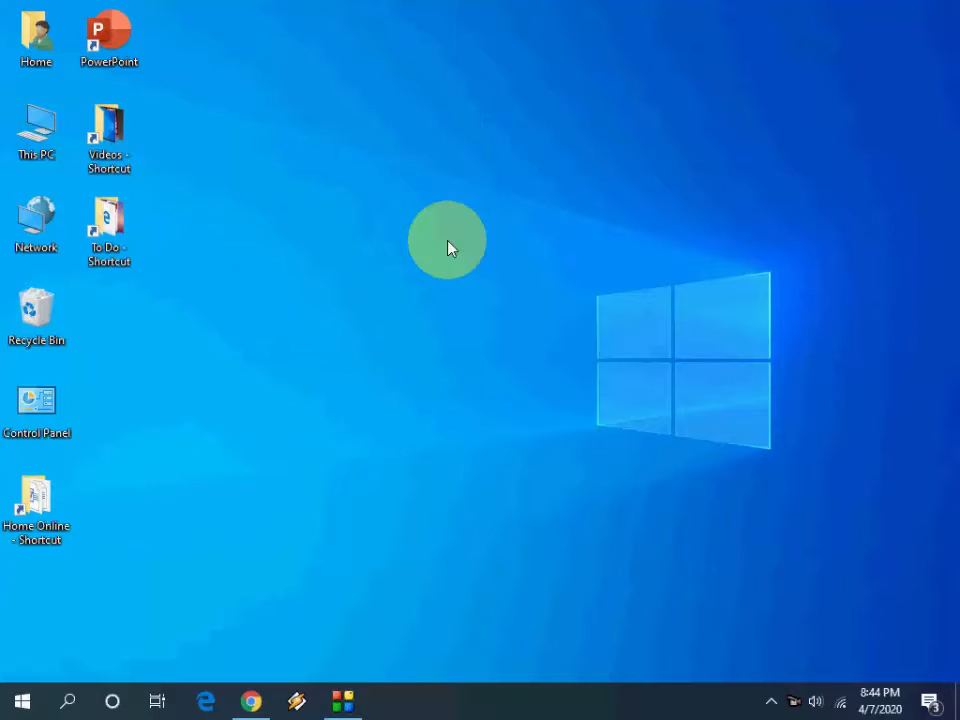 Home
PowerPoint
This PC
Videos -
Shortcut
Network
To Do -
Shortcut
Recycle Bin
Control Panel
Home Online
- Shortcut
8:44 PM
4/7/2020
3